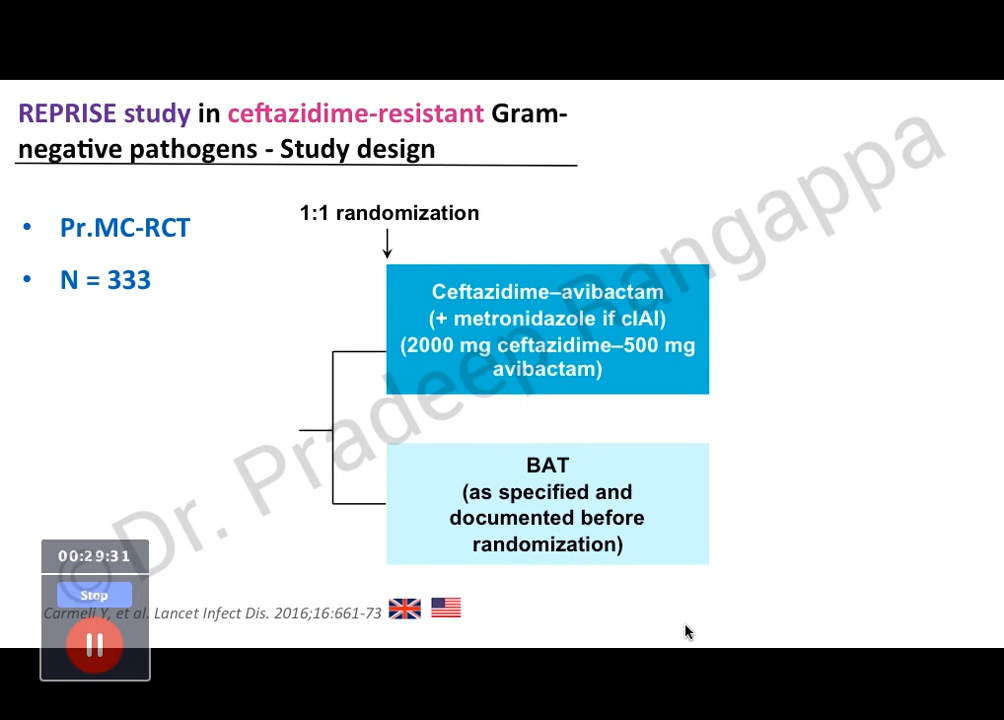 REPRISE study in ceftazidime-resistant Gram-
negative pathogens - Study design
• Pr.MC-RCT
• N = 333
1:1 randomization
Ceftazidime–avibactam
(+ metronidazole if cIAI)
(2000 mg ceftazidime–500 mg
avibactam)
BAT
(as specified and
documented before
randomization)
©Dr. Pradeep Rangappa
00:29:31
Stop
Carmeli Y, et al. Lancet Infect Dis. 2016;16:661-73